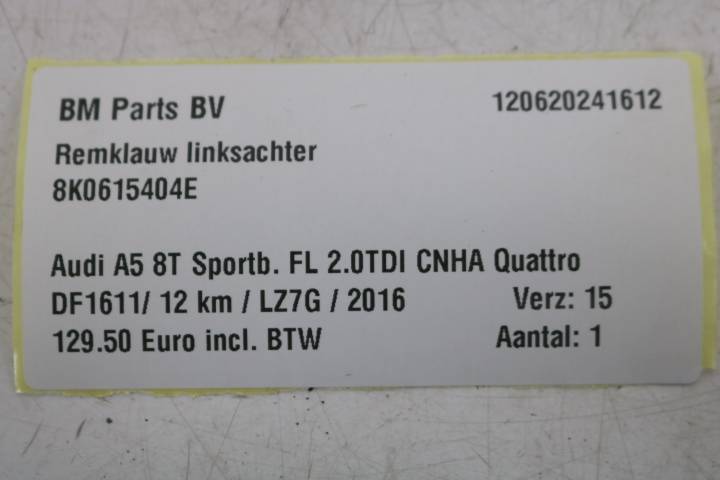 BM Parts BV 120620241612
Remklauw linksachter
8K0615404E
Audi A5 8T Sportb. FL 2.0TDI CNHA Quattro
DF1611/ 12 km / LZ7G / 2016 Verz: 15
129.50 Euro incl. BTW Aantal: 1